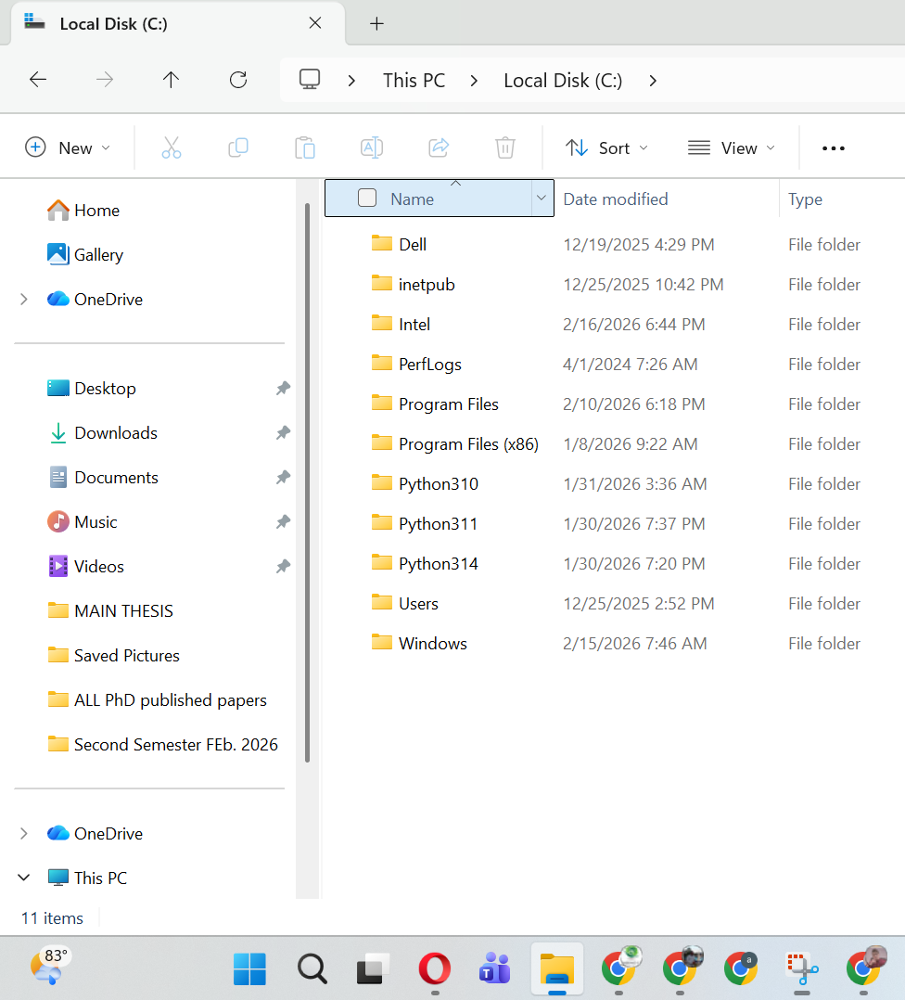 Local Disk (C:)
This PC
Local Disk (C:)
New
Sort
View
Home
Gallery
OneDrive
Desktop
Downloads
Documents
Music
Videos
MAIN THESIS
Saved Pictures
ALL PhD published papers
Second Semester FEb. 2026
OneDrive
This PC
Name Date modified Type
Dell 12/19/2025 4:29 PM File folder
inetpub 12/25/2025 10:42 PM File folder
Intel 2/16/2026 6:44 PM File folder
PerfLogs 4/1/2024 7:26 AM File folder
Program Files 2/10/2026 6:18 PM File folder
Program Files (x86) 1/8/2026 9:22 AM File folder
Python310 1/31/2026 3:36 AM File folder
Python311 1/30/2026 7:37 PM File folder
Python314 1/30/2026 7:20 PM File folder
Users 12/25/2025 2:52 PM File folder
Windows 2/15/2026 7:46 AM File folder
11 items
83°
T
a